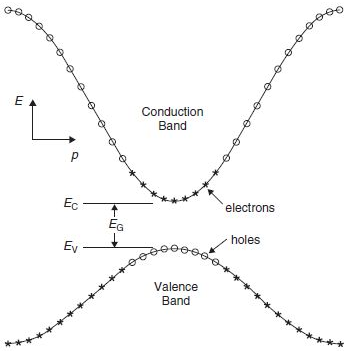 E
Conduction
Band
p
E_C
electrons
E_G
E_V
holes
Valence
Band